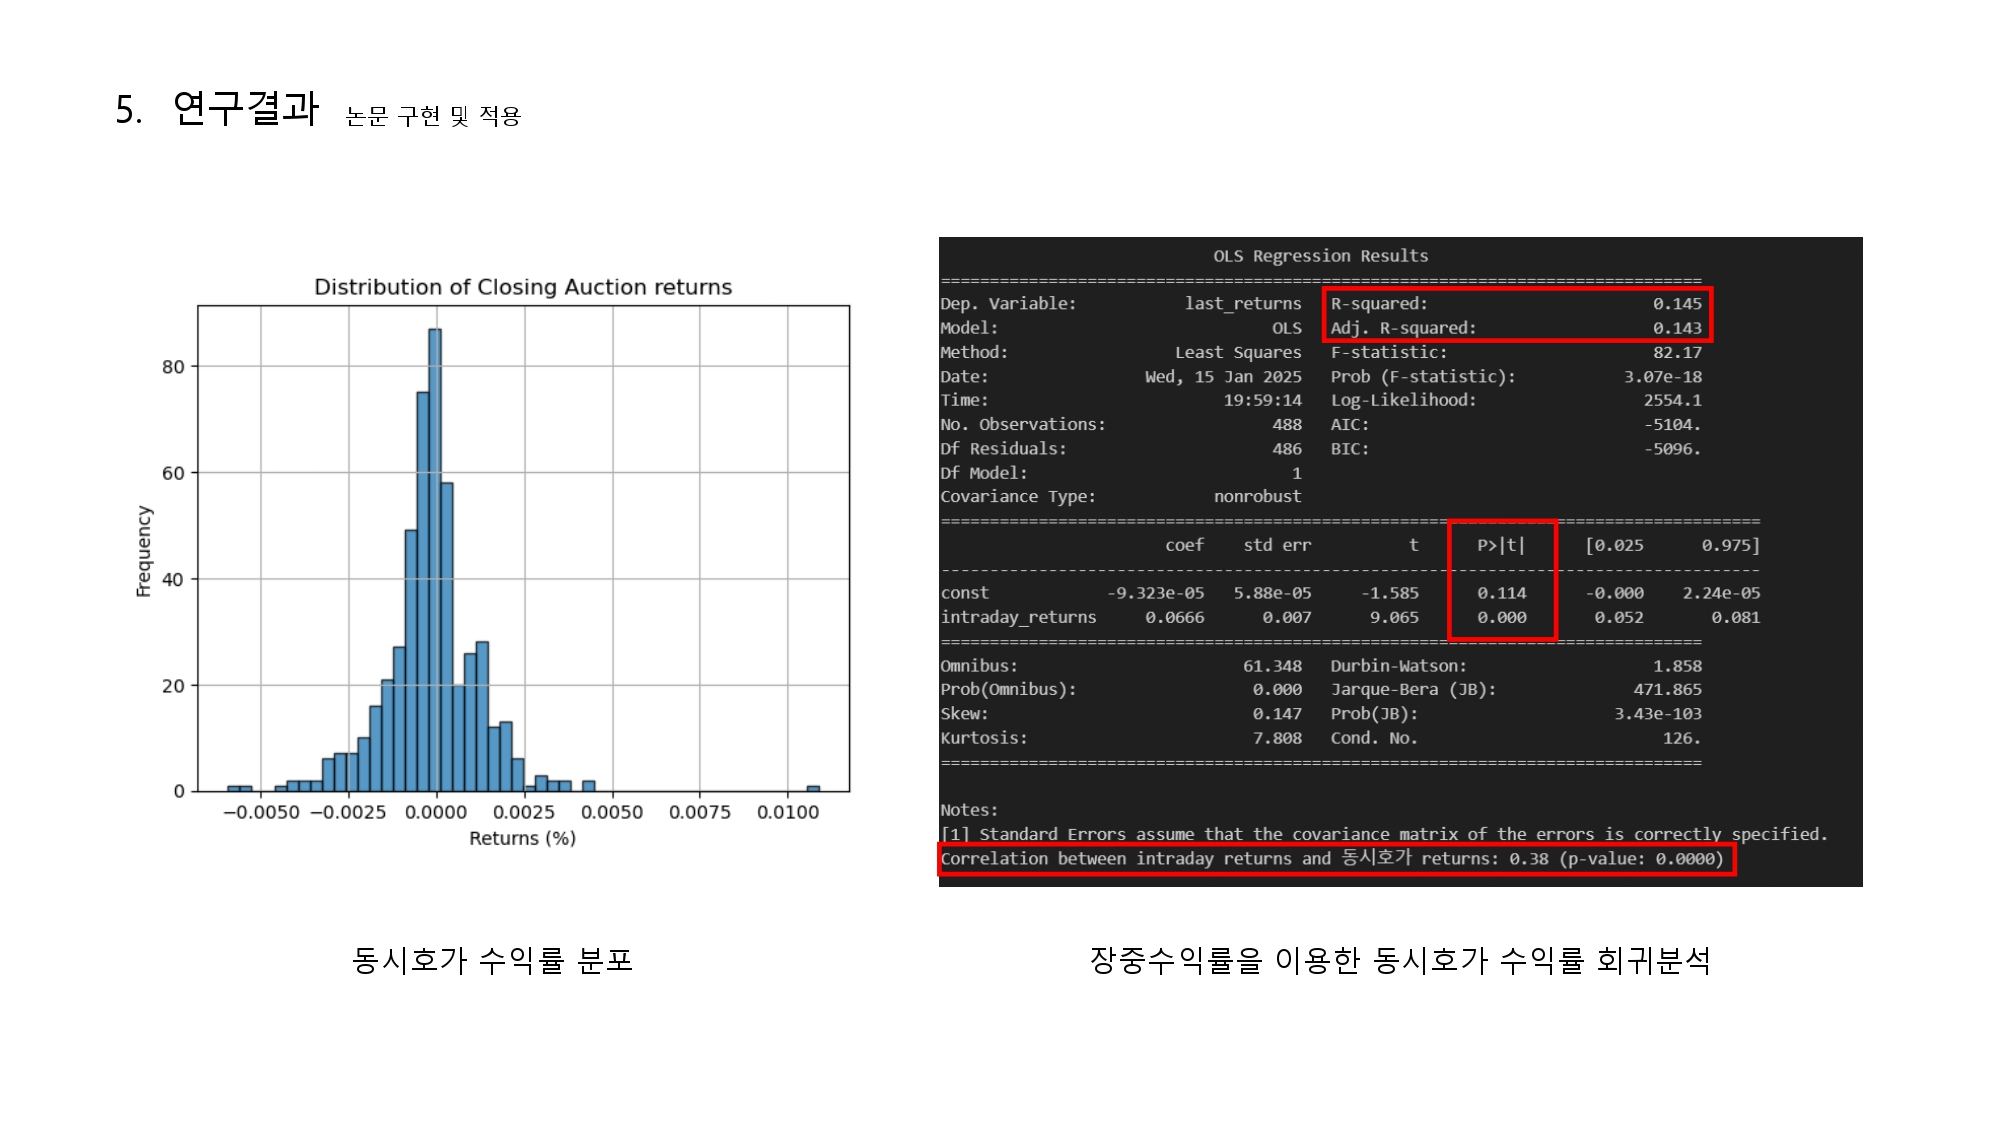 5. 연구결과 논문 구현 및 적용
Distribution of Closing Auction returns
80
60
40
20
0
Frequency
−0.0050 −0.0025 0.0000 0.0025 0.0050 0.0075 0.0100
Returns (%)
동시호가 수익률 분포
OLS Regression Results
==============================================================================
Dep. Variable: last_returns R-squared: 0.145
Model: OLS Adj. R-squared: 0.143
Method: Least Squares F-statistic: 82.17
Date: Wed, 15 Jan 2025 Prob (F-statistic): 3.07e-18
Time: 19:59:14 Log-Likelihood: 2554.1
No. Observations: 488 AIC: -5104.
Df Residuals: 486 BIC: -5096.
Df Model: 1
Covariance Type: nonrobust
====================================================================================
coef std err t P>|t| [0.025 0.975]
------------------------------------------------------------------------------------
const -9.323e-05 5.88e-05 -1.585 0.114 -0.000 2.24e-05
intraday_returns 0.0666 0.007 9.065 0.000 0.052 0.081
==============================================================================
Omnibus: 61.348 Durbin-Watson: 1.858
Prob(Omnibus): 0.000 Jarque-Bera (JB): 471.865
Skew: 0.147 Prob(JB): 3.43e-103
Kurtosis: 7.808 Cond. No. 126.
==============================================================================
Notes:
[1] Standard Errors assume that the covariance matrix of the errors is correctly specified.
Correlation between intraday returns and 동시호가 returns: 0.38 (p-value: 0.0000)
장중수익률을 이용한 동시호가 수익률 회귀분석